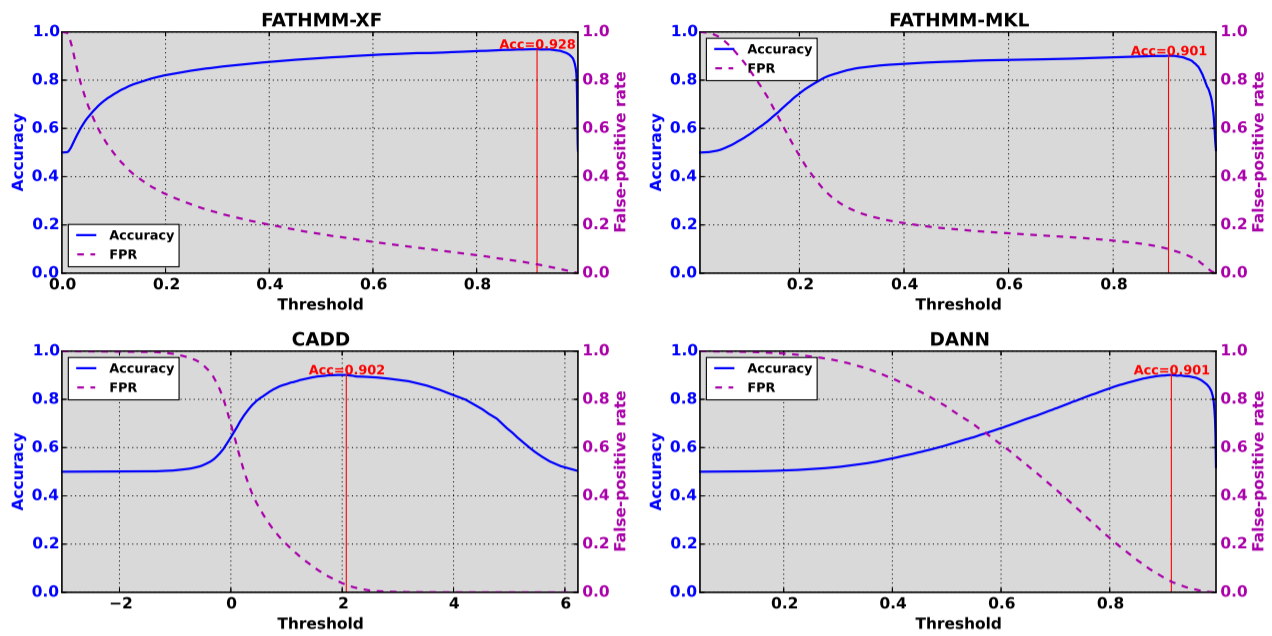 FATHMM-XF
1.0
0.8
0.6
0.4
0.2
0.0
Accuracy
Acc=0.928
Accuracy
FPR
1.0
0.8
0.6
0.4
0.2
0.0
False-positive rate
0.0 0.2 0.4 0.6 0.8
Threshold
FATHMM-MKL
1.0
0.8
0.6
0.4
0.2
0.0
Accuracy
Accuracy
FPR
Acc=0.901
1.0
0.8
0.6
0.4
0.2
0.0
False-positive rate
0.2 0.4 0.6 0.8
Threshold
CADD
1.0
0.8
0.6
0.4
0.2
0.0
Accuracy
Accuracy
FPR
Acc=0.902
1.0
0.8
0.6
0.4
0.2
0.0
False-positive rate
−2 0 2 4 6
Threshold
DANN
1.0
0.8
0.6
0.4
0.2
0.0
Accuracy
Accuracy
FPR
Acc=0.901
1.0
0.8
0.6
0.4
0.2
0.0
False-positive rate
0.2 0.4 0.6 0.8
Threshold